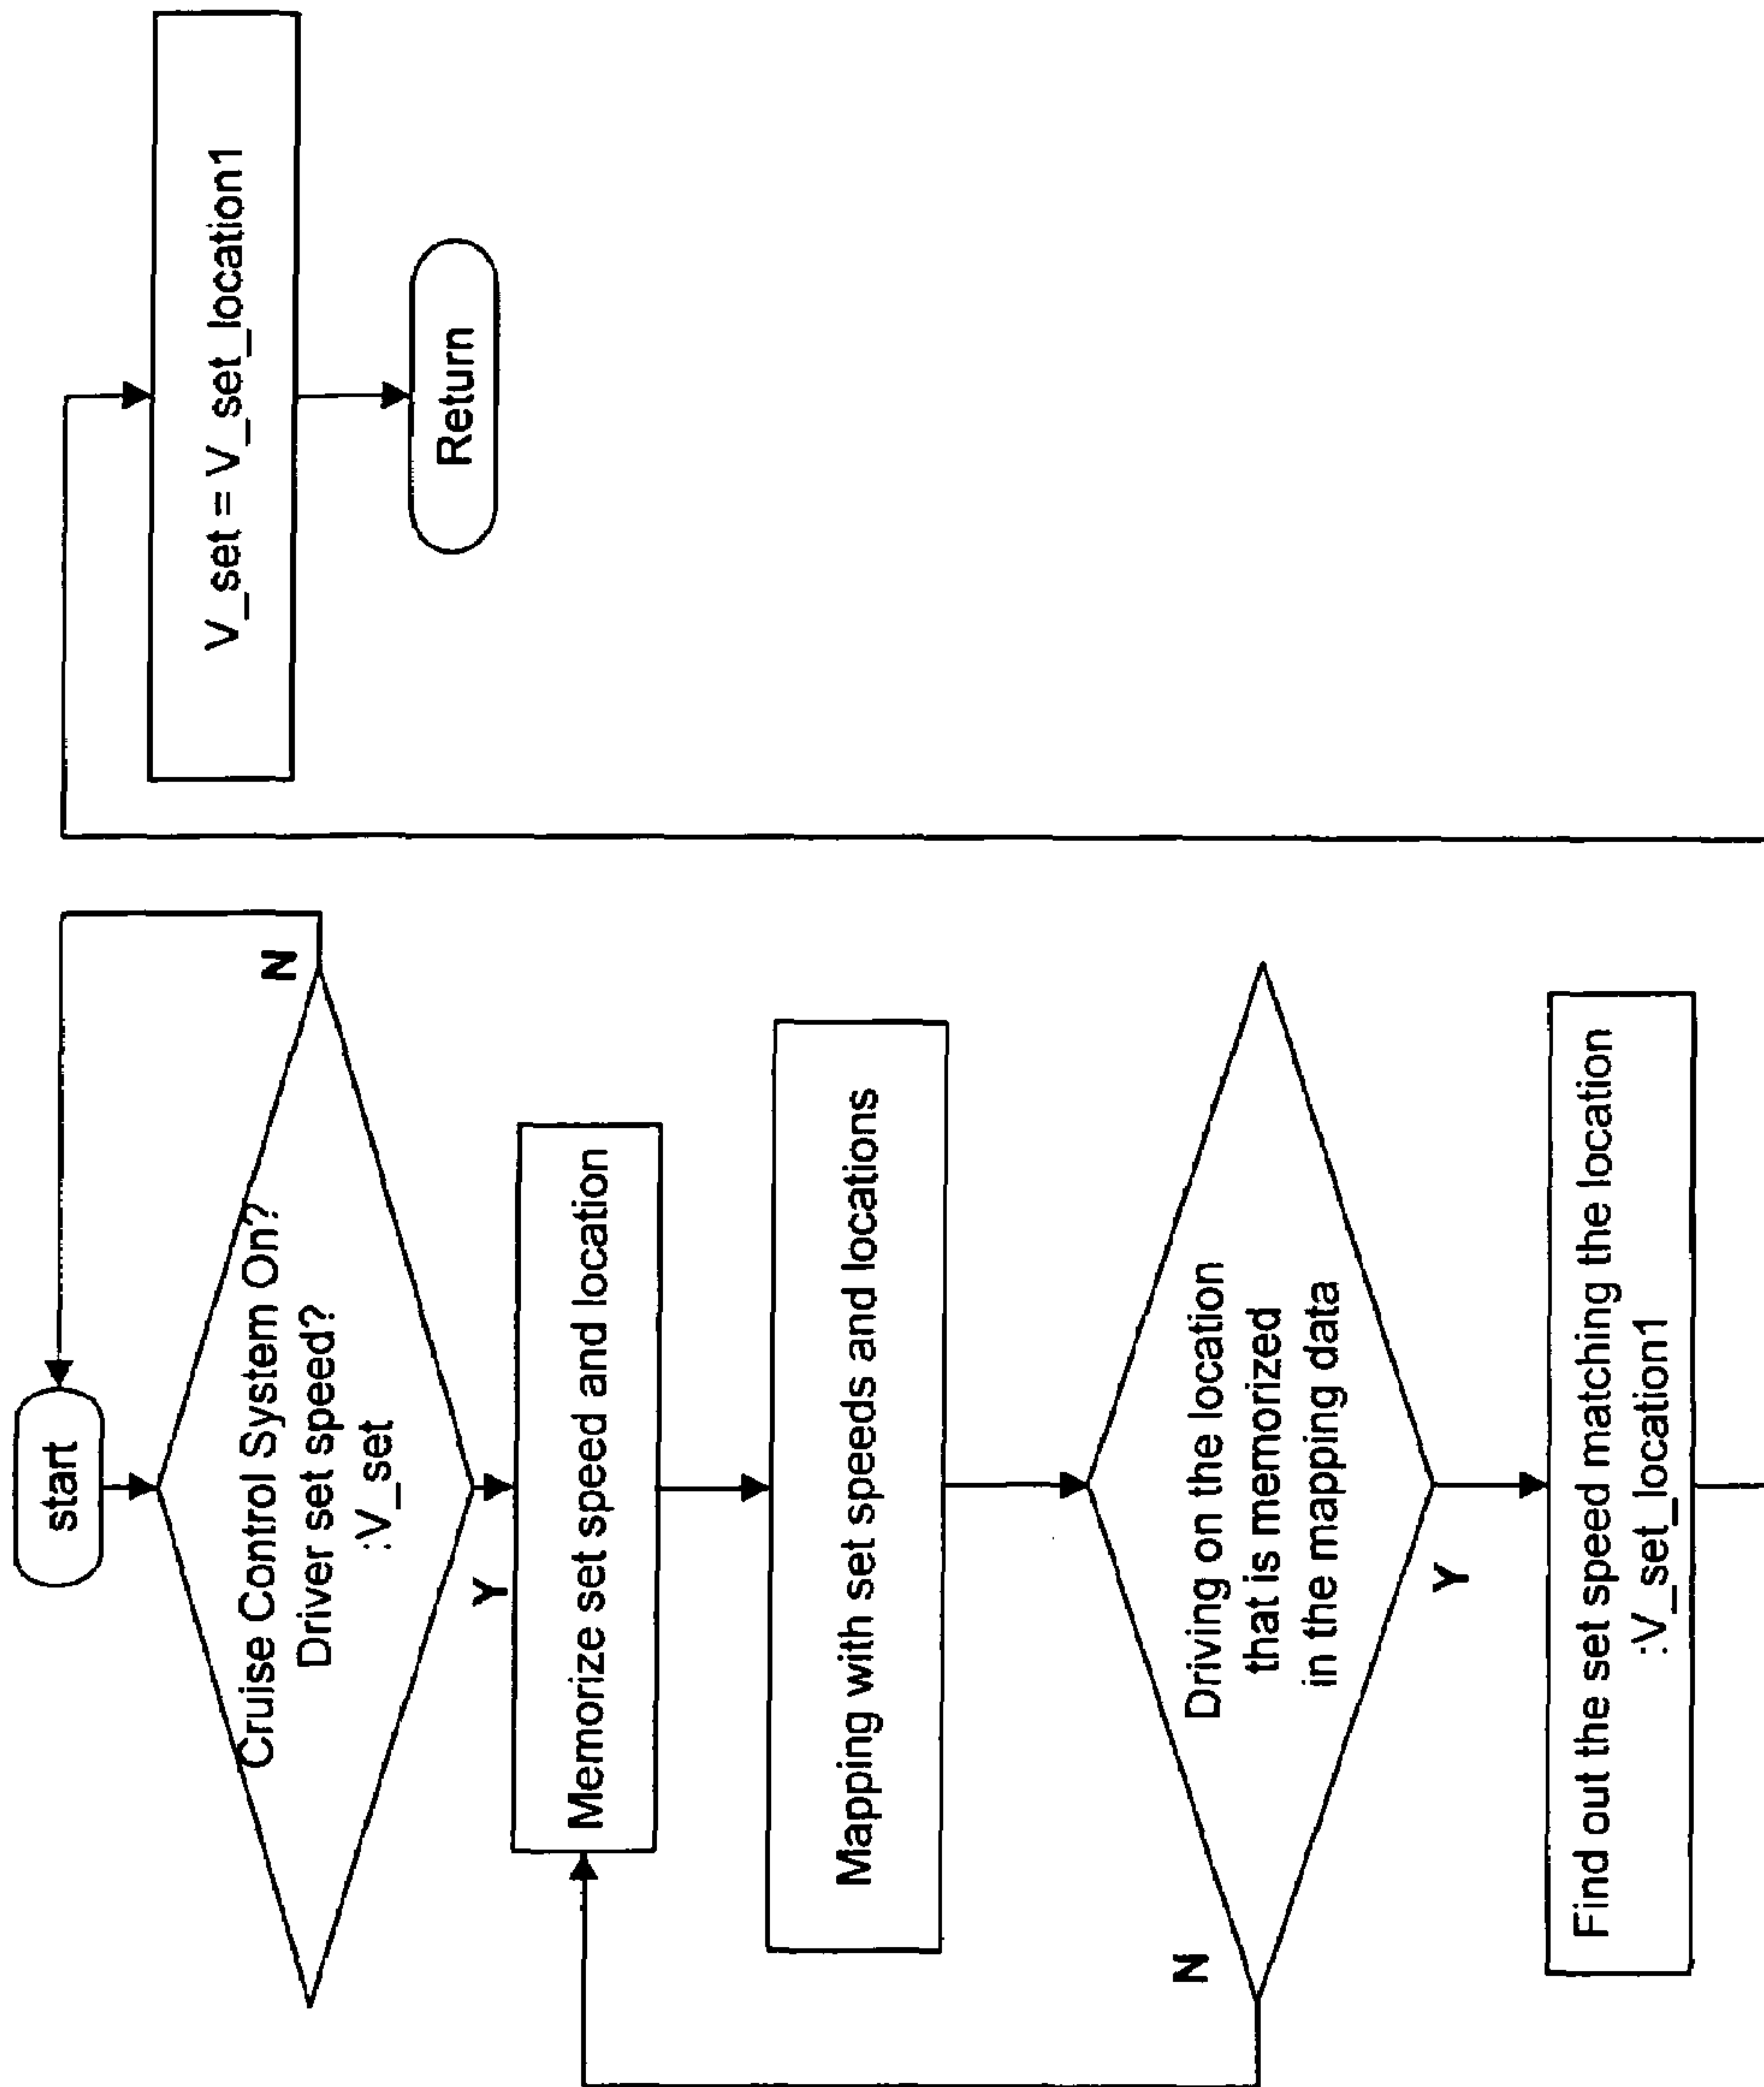 start
Cruise Control System On?
Driver set speed?
:V_set
N
Y
Memorize set speed and location
Mapping with set speeds and locations
Driving on the location
that is memorized
in the mapping data
N
Y
Find out the set speed matching the location
:V_set_location1
V_set = V_set_location1
Return